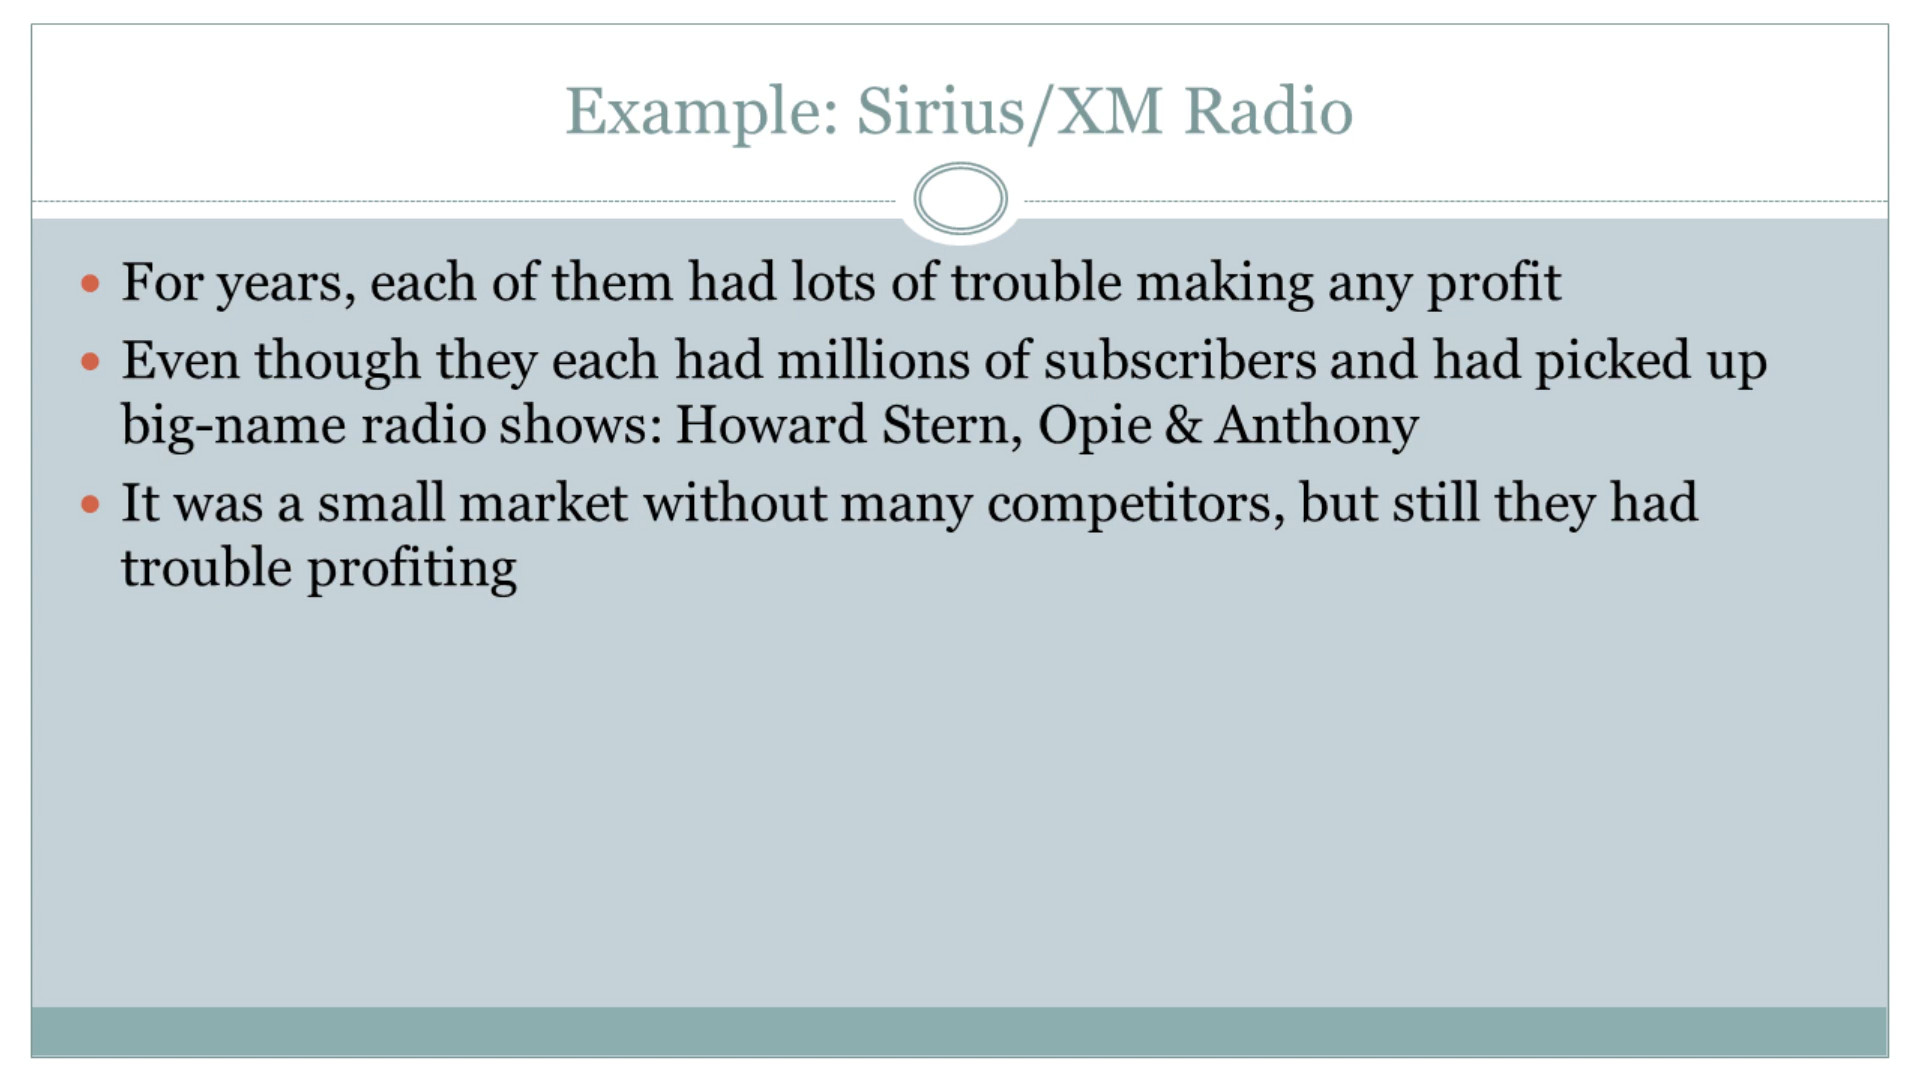 Example: Sirius/XM Radio
• For years, each of them had lots of trouble making any profit
• Even though they each had millions of subscribers and had picked up
big-name radio shows: Howard Stern, Opie & Anthony
• It was a small market without many competitors, but still they had
trouble profiting